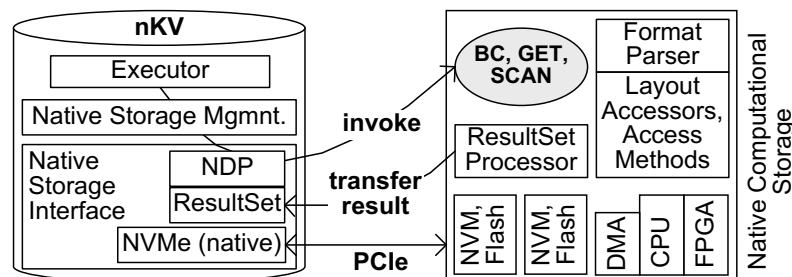 nKV
Executor
Native Storage Mgmnt.
Native
Storage
Interface
NDP
ResultSet
NVMe (native)
invoke
transfer
result
PCIe
BC, GET,
SCAN
Format
Parser
Layout
Accessors,
Access
Methods
ResultSet
Processor
NVM,
Flash
NVM,
Flash
DMA
CPU
FPGA
Native Computational
Storage